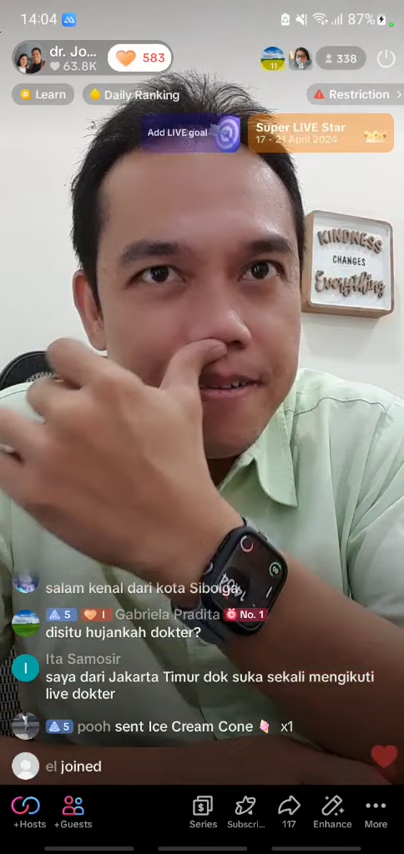 14:04
87%
dr. Jo...
63.8K
583
11
338
Learn
Daily Ranking
Restriction
Add LIVE goal
Super LIVE Star
17 - 21 April 2024
KINDNESS
CHANGES
Everything
salam kenal dari kota Sibolga
5
1
Gabriela Pradita
No. 1
disitu hujankah dokter?
I
Ita Samosir
saya dari Jakarta Timur dok suka sekali mengikuti
live dokter
5
pooh sent Ice Cream Cone x1
el joined
+Hosts
+Guests
Series
Subscri...
117
Enhance
More